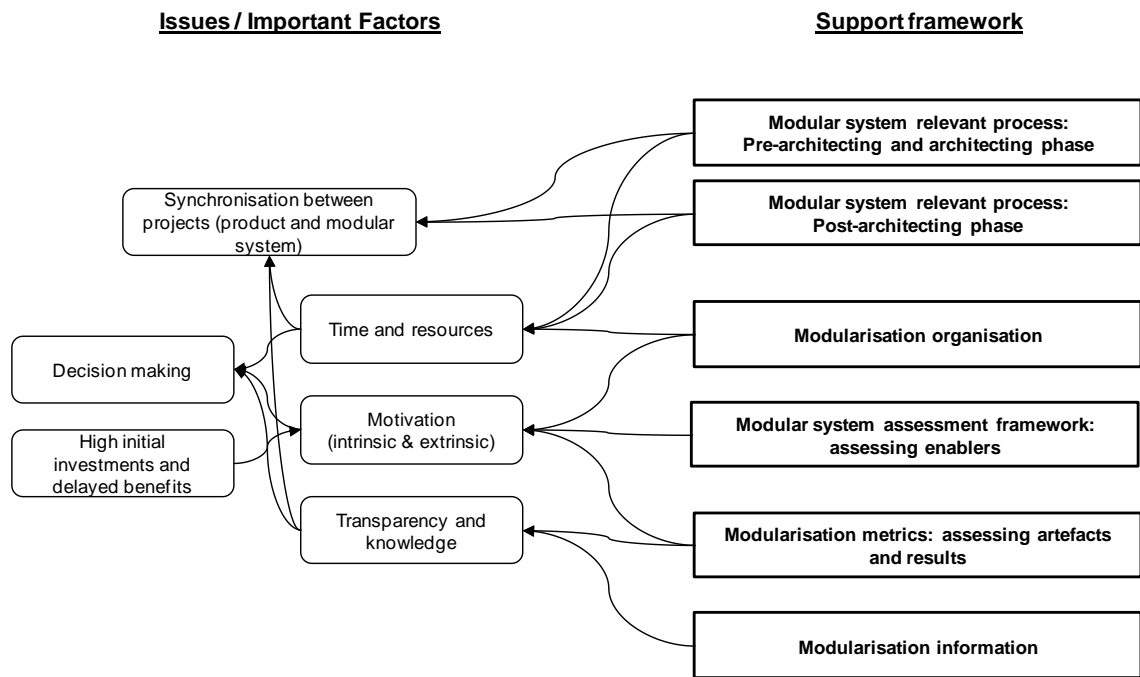 Issues / Important Factors
Support framework
Modular system relevant process:
Pre-architecting and architecting phase
Synchronisation between
projects (product and modular
system)
Modular system relevant process:
Post-architecting phase
Time and resources
Modularisation organisation
Decision making
Motivation
(intrinsic & extrinsic)
Modular system assessment framework:
assessing enablers
High initial
investments and
delayed benefits
Transparency and
knowledge
Modularisation metrics: assessing artefacts
and results
Modularisation information